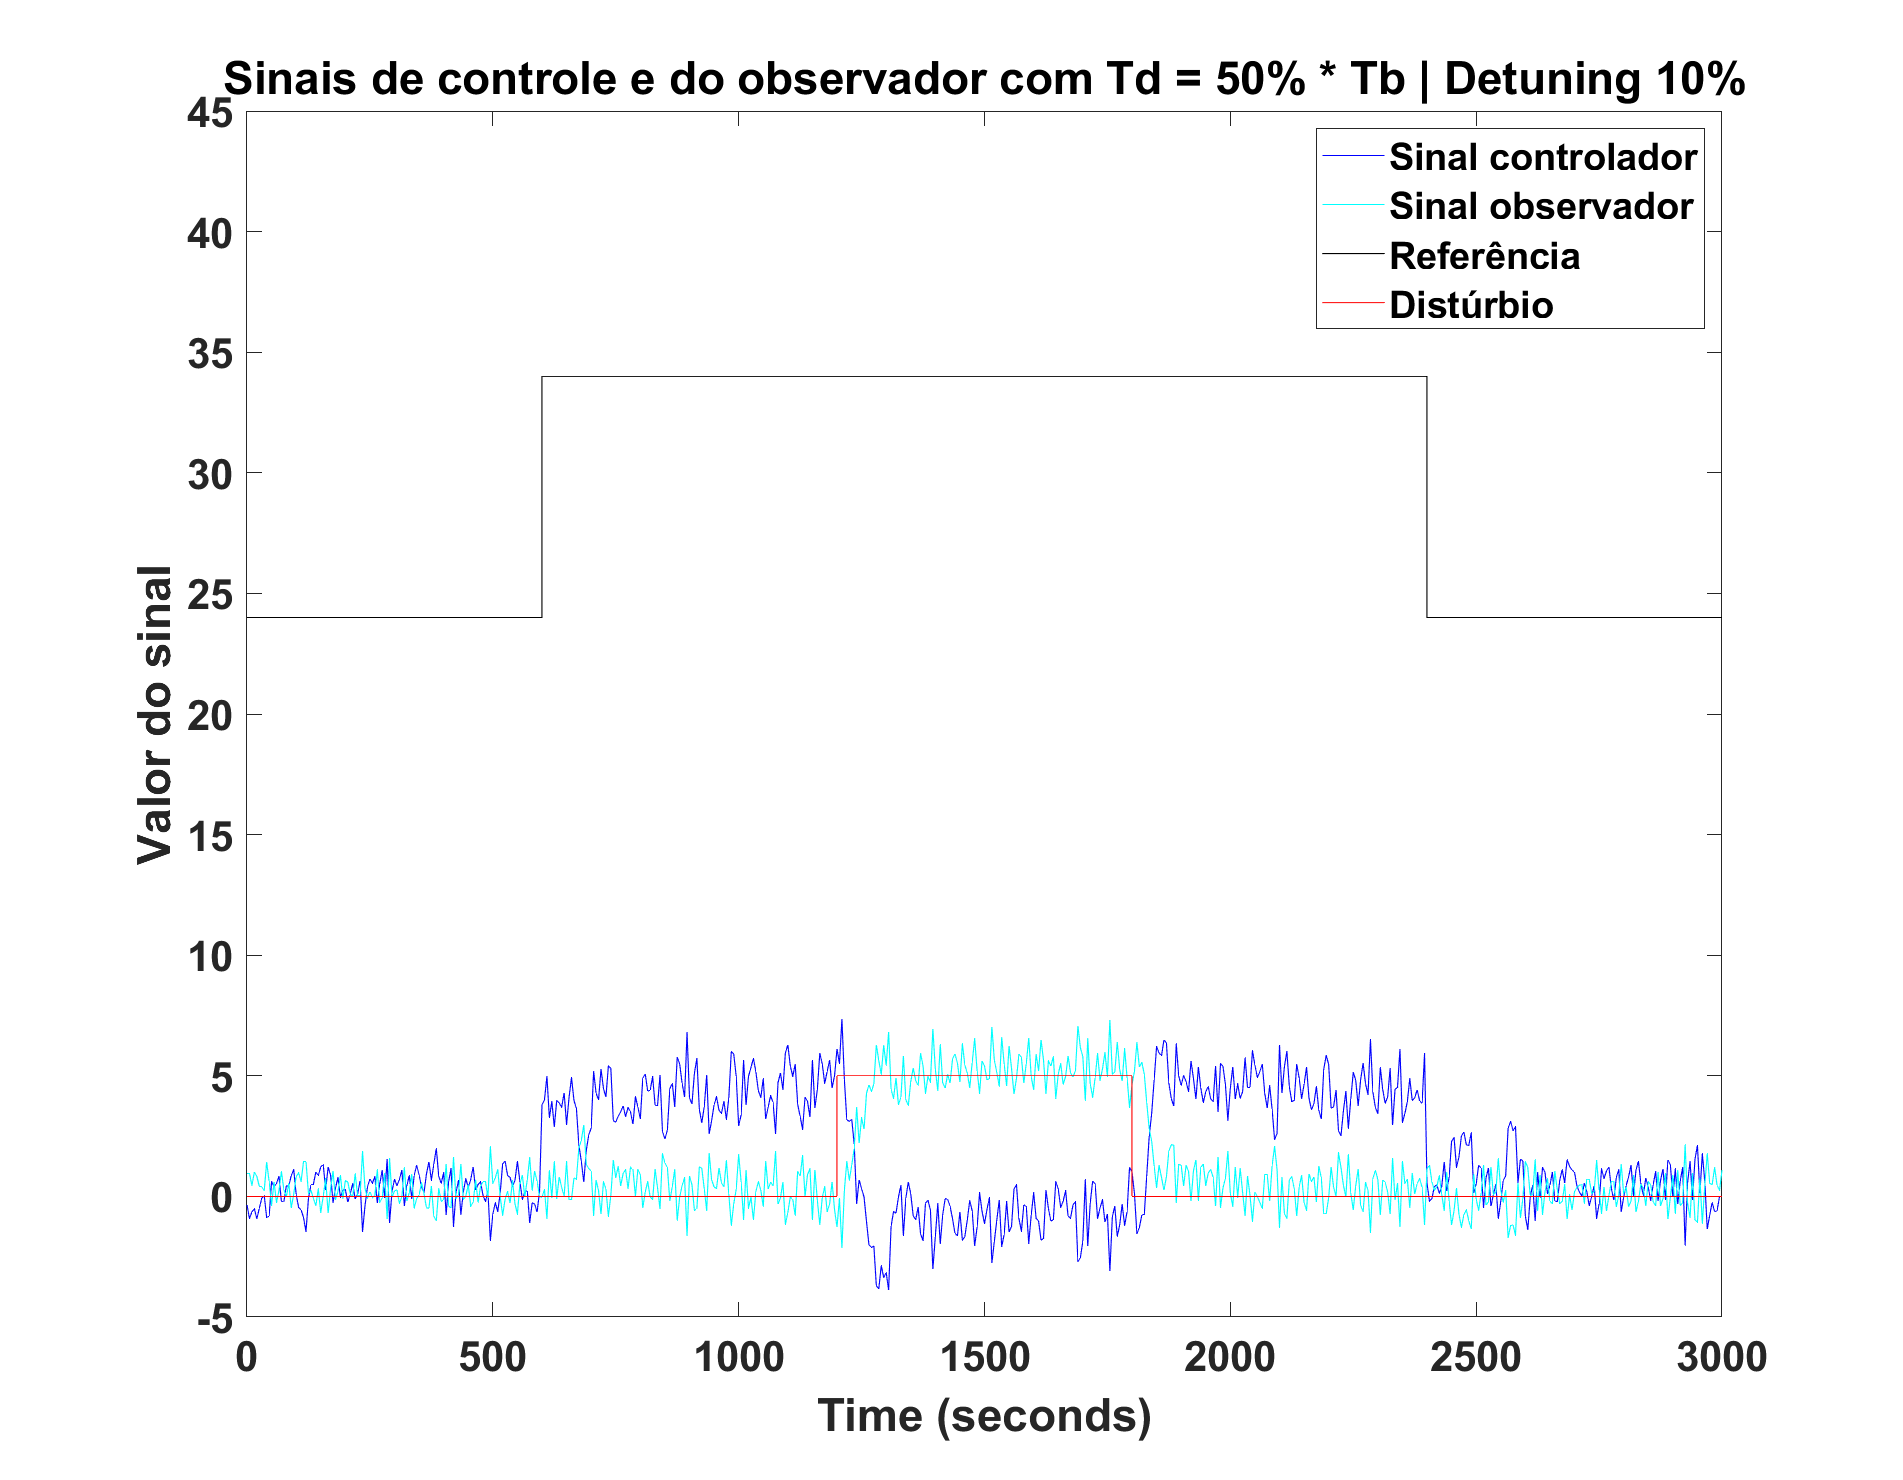 Sinais de controle e do observador com Td = 50% * Tb | Detuning 10%
45
40
35
30
25
20
15
10
5
0
-5
Valor do sinal
Sinal controlador
Sinal observador
Referência
Distúrbio
0 500 1000 1500 2000 2500 3000
Time (seconds)